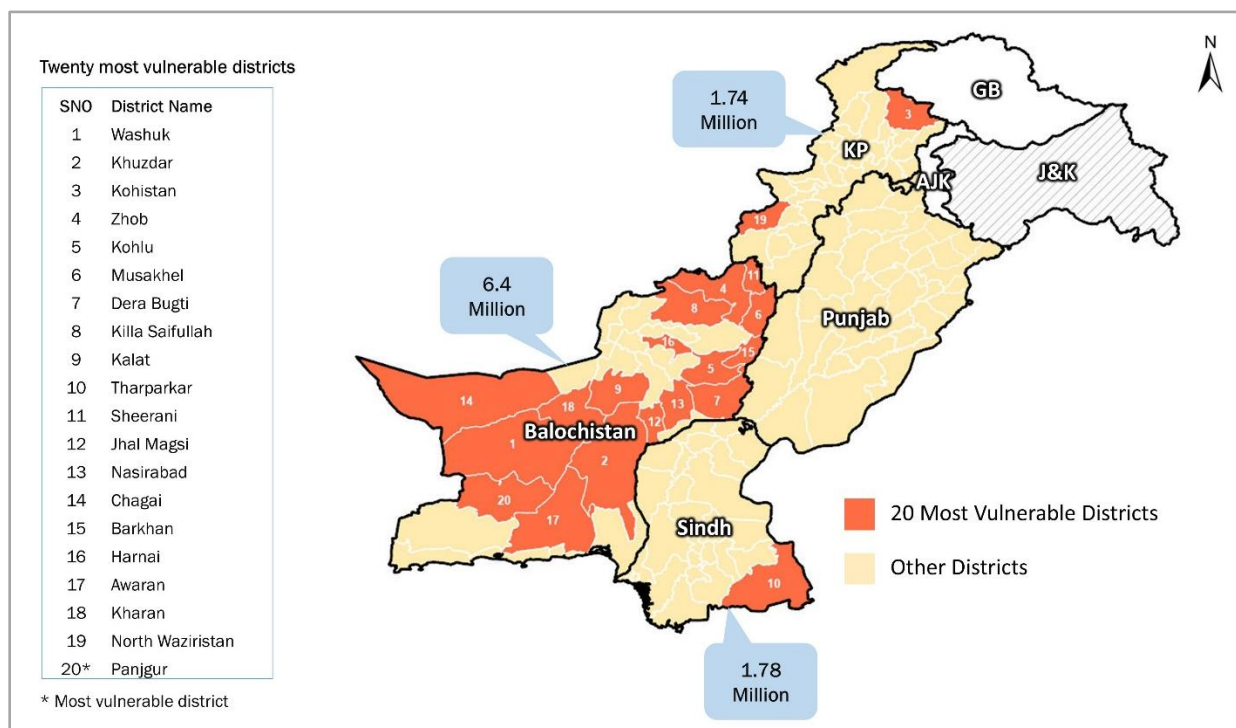 Twenty most vulnerable districts
SNO District Name
1 Washuk
2 Khuzdar
3 Kohistan
4 Zhob
5 Kohlu
6 Musakhel
7 Dera Bugti
8 Killa Saifullah
9 Kalat
10 Tharparkar
11 Sheerani
12 Jhal Magsi
13 Nasirabad
14 Chagai
15 Barkhan
16 Harnai
17 Awaran
18 Kharan
19 North Waziristan
20* Panjgur
* Most vulnerable district
N
1.74
Million
GB
3
KP
AJK
J&K
19
6.4
Million
11
4
8
6
Punjab
16
15
5
9
14
18
13
7
12
Balochistan
1
2
20
17
Sindh
20 Most Vulnerable Districts
Other Districts
10
1.78
Million